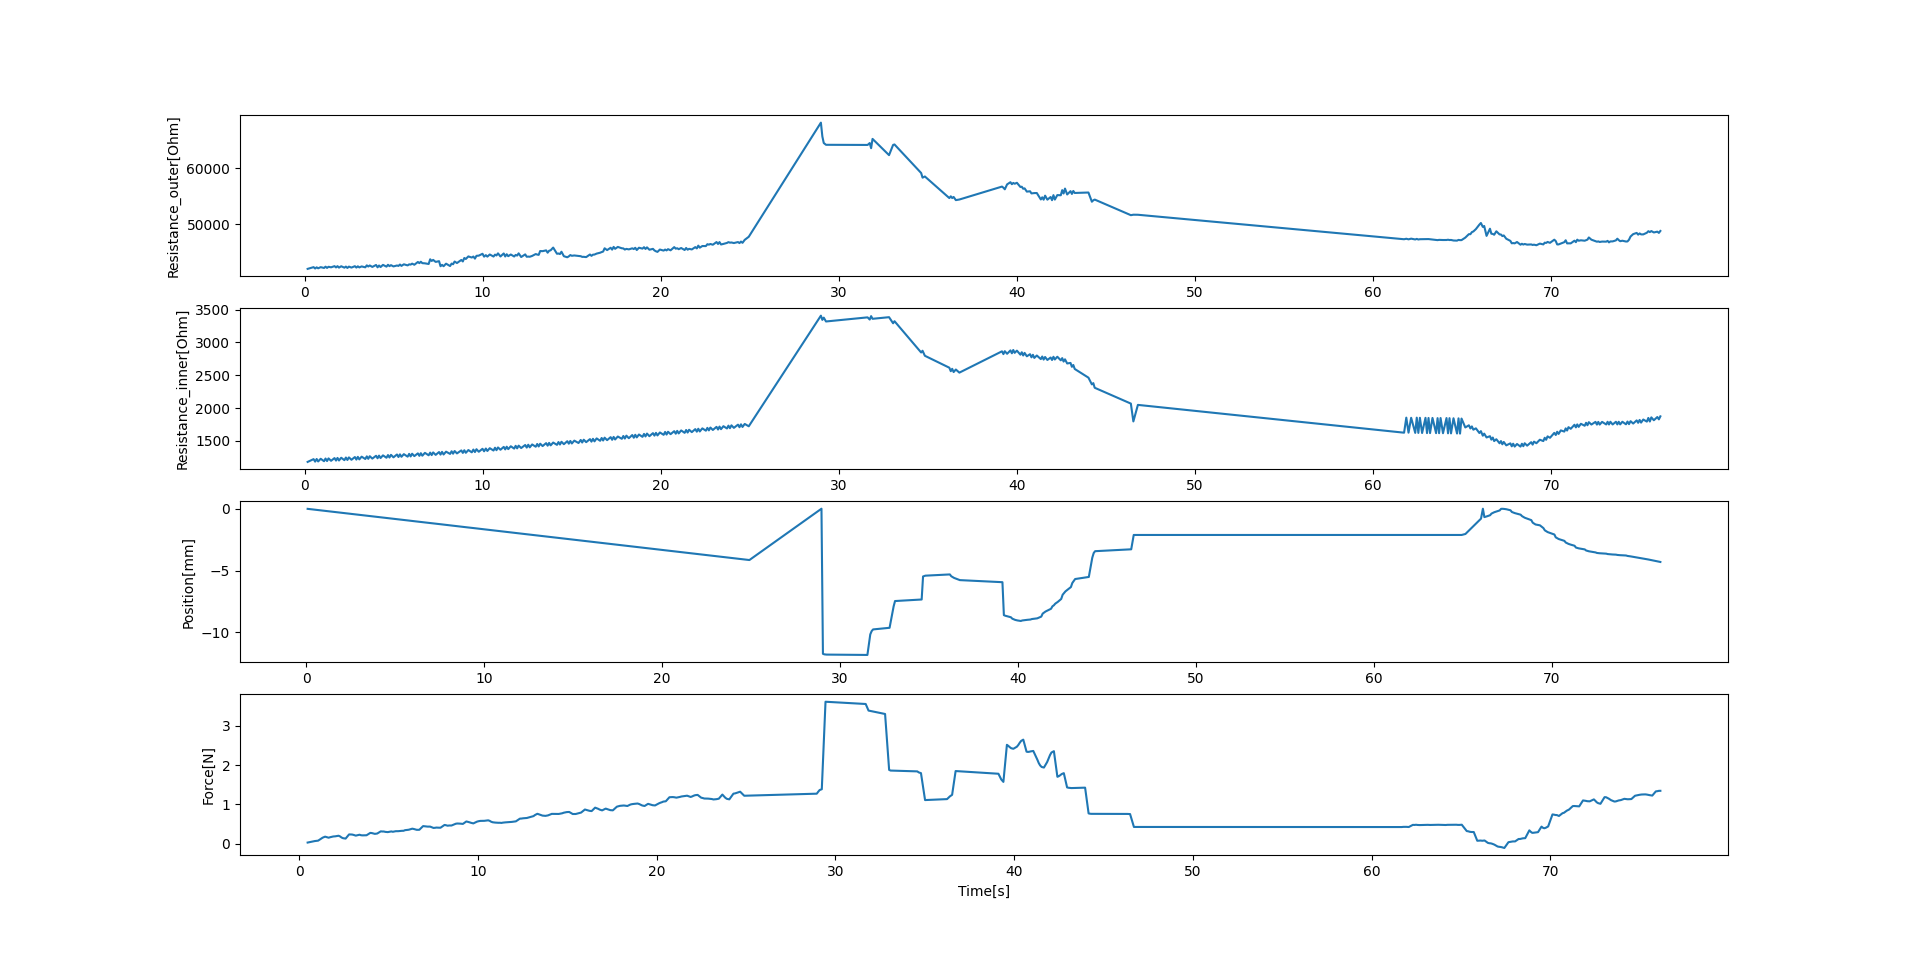 Resistance_outer[Ohm]
60000
50000
0 10 20 30 40 50 60 70
Resistance_inner[Ohm]
3500
3000
2500
2000
1500
0 10 20 30 40 50 60 70
Position[mm]
0
−5
−10
0 10 20 30 40 50 60 70
Force[N]
3
2
1
0
0 10 20 30 40 50 60 70
Time[s]